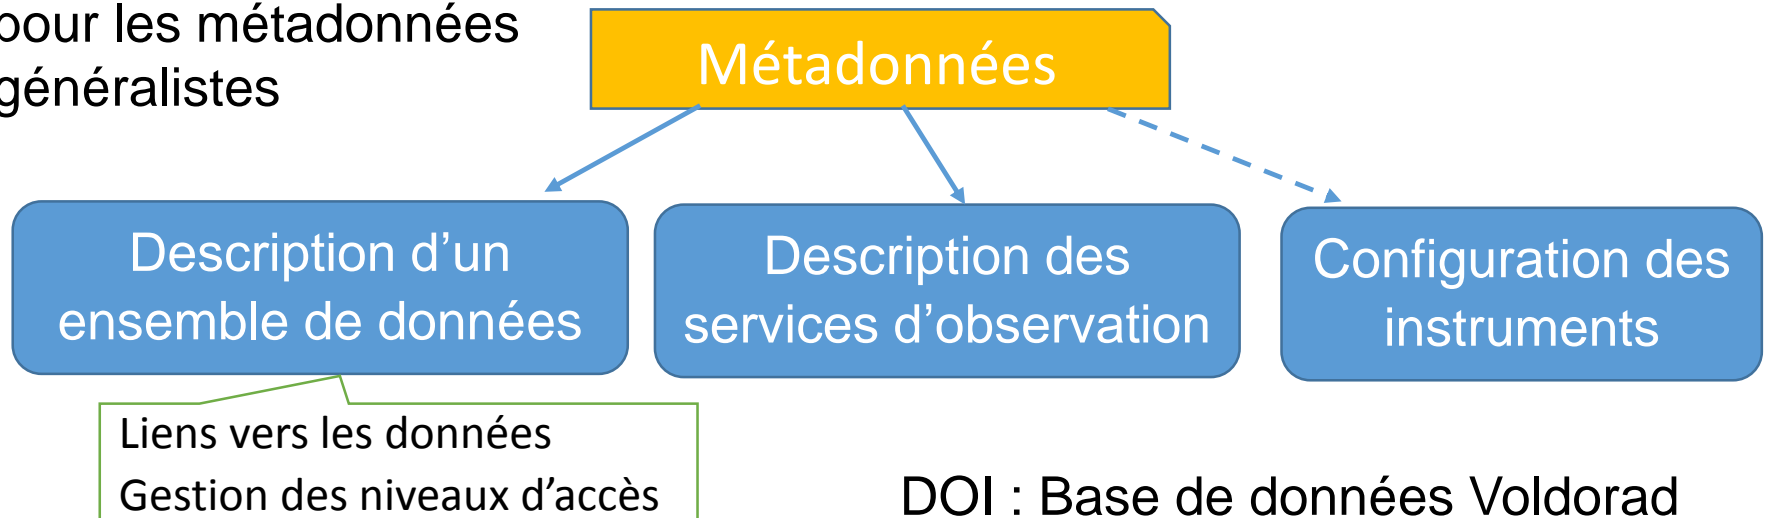 pour les métadonnées
généralistes
Métadonnées
Description d’un
ensemble de données
Description des
services d’observation
Configuration des
instruments
Liens vers les données
Gestion des niveaux d’accès
DOI : Base de données Voldorad